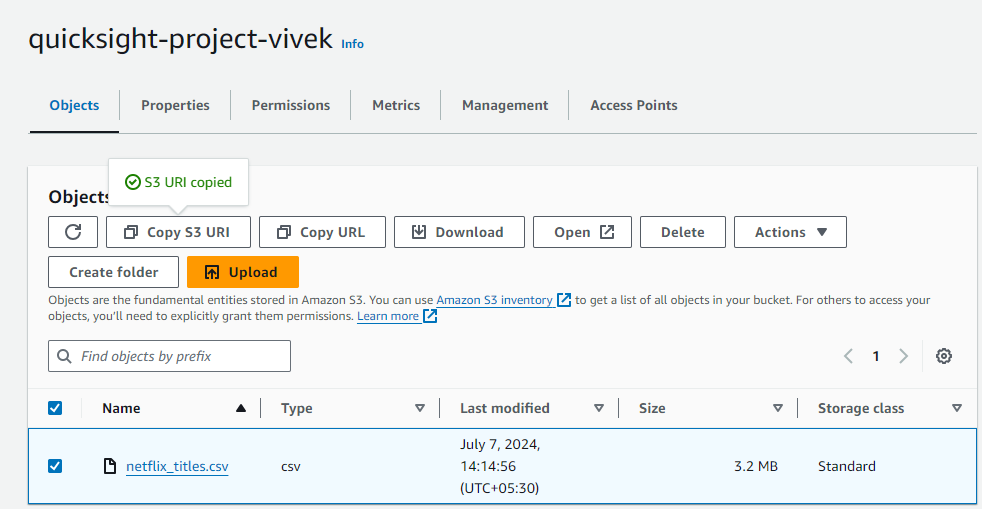 quicksight-project-vivek Info
Objects Properties Permissions Metrics Management Access Points
S3 URI copied
Objects
Copy S3 URI Copy URL Download Open Delete Actions
Create folder Upload
Objects are the fundamental entities stored in Amazon S3. You can use Amazon S3 inventory to get a list of all objects in your bucket. For others to access your
objects, you'll need to explicitly grant them permissions. Learn more
Find objects by prefix 1
Name Type Last modified Size Storage class
July 7, 2024,
netflix_titles.csv csv 14:14:56 3.2 MB Standard
(UTC+05:30)